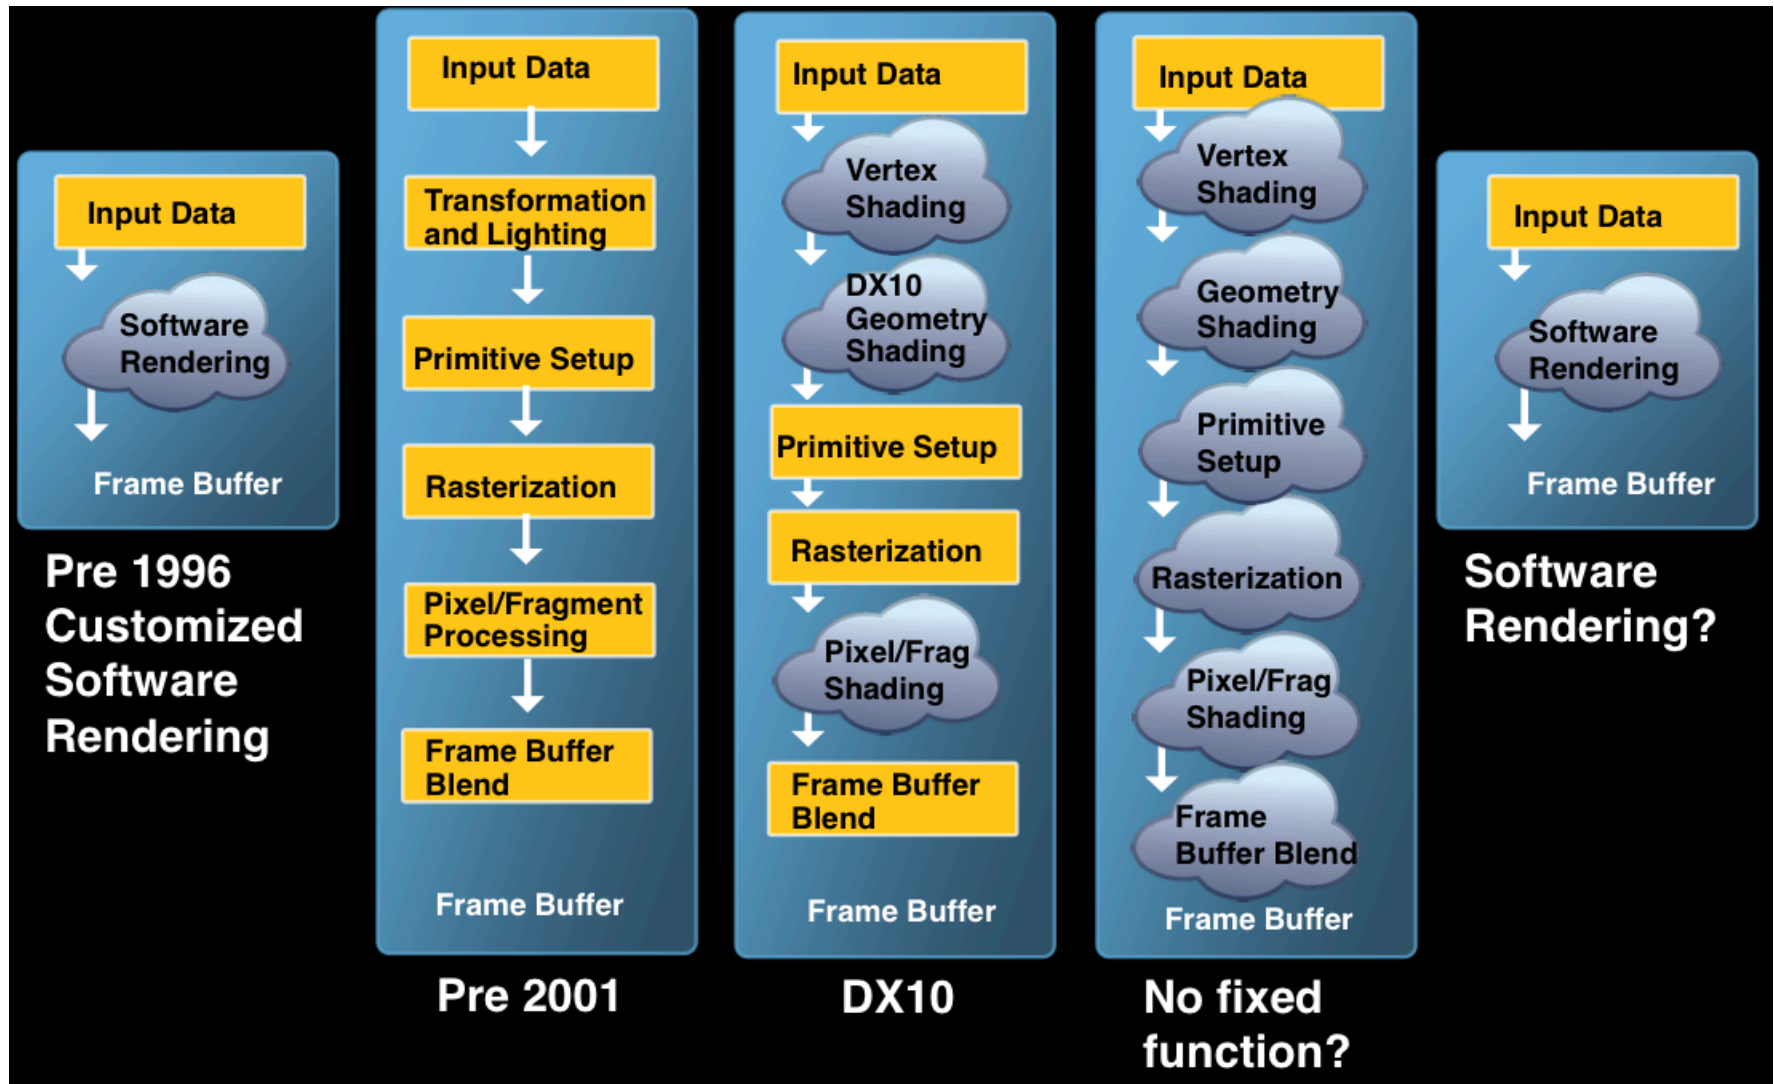 Input Data
Software
Rendering
Frame Buffer
Pre 1996
Customized
Software
Rendering
Input Data
Transformation
and Lighting
Primitive Setup
Rasterization
Pixel/Fragment
Processing
Frame Buffer
Blend
Frame Buffer
Pre 2001
Input Data
Vertex
Shading
DX10
Geometry
Shading
Primitive Setup
Rasterization
Pixel/Frag
Shading
Frame Buffer
Blend
Frame Buffer
DX10
Input Data
Vertex
Shading
Geometry
Shading
Primitive
Setup
Rasterization
Pixel/Frag
Shading
Frame
Buffer Blend
Frame Buffer
No fixed
function?
Input Data
Software
Rendering
Frame Buffer
Software
Rendering?